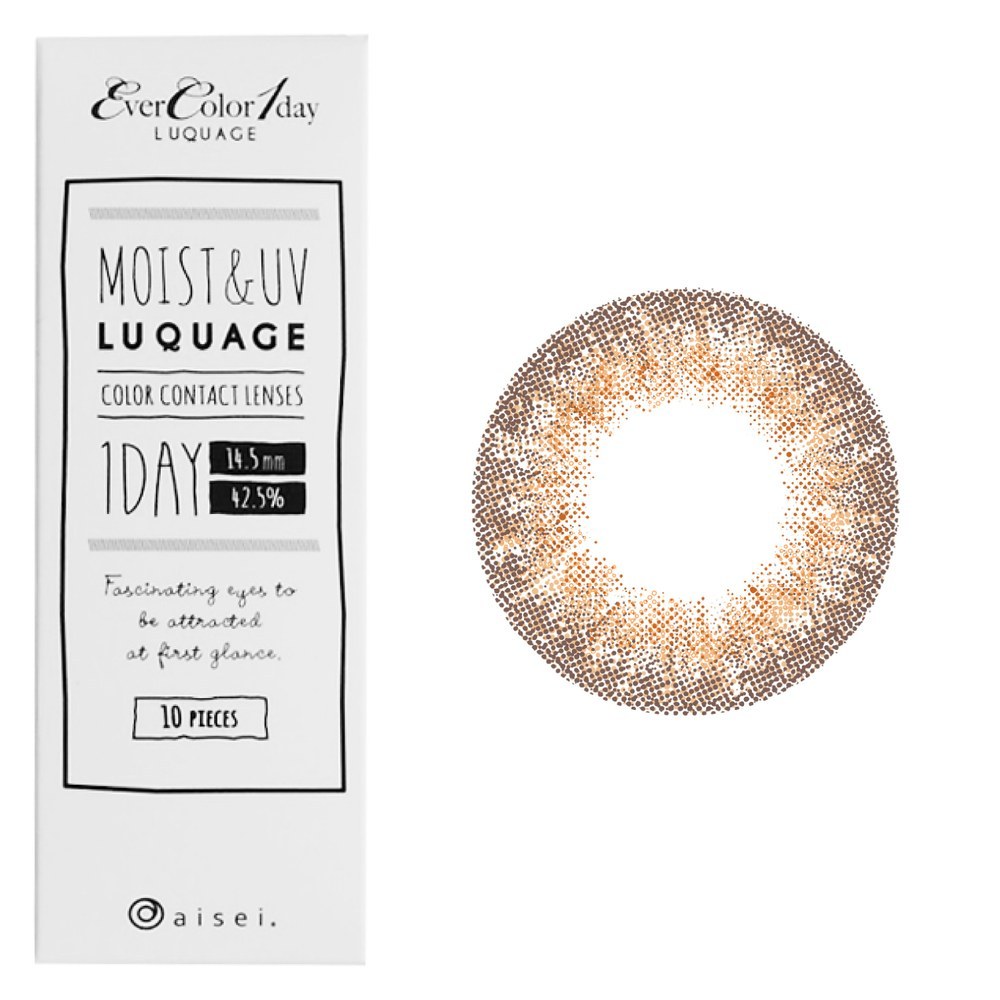 EverColor1day
LUQUAGE
MOIST&UV
LUQUAGE
COLOR CONTACT LENSES
1DAY
14.5mm
42.5%
Fascinating eyes to
be attracted
at first glance.
10 PIECES
aisei.